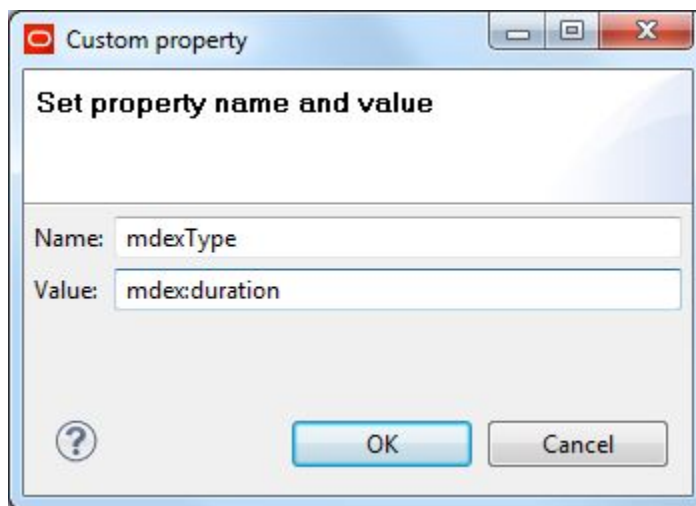 Custom property
Set property name and value
Name: mdexType
Value: mdex:duration
?
OK Cancel